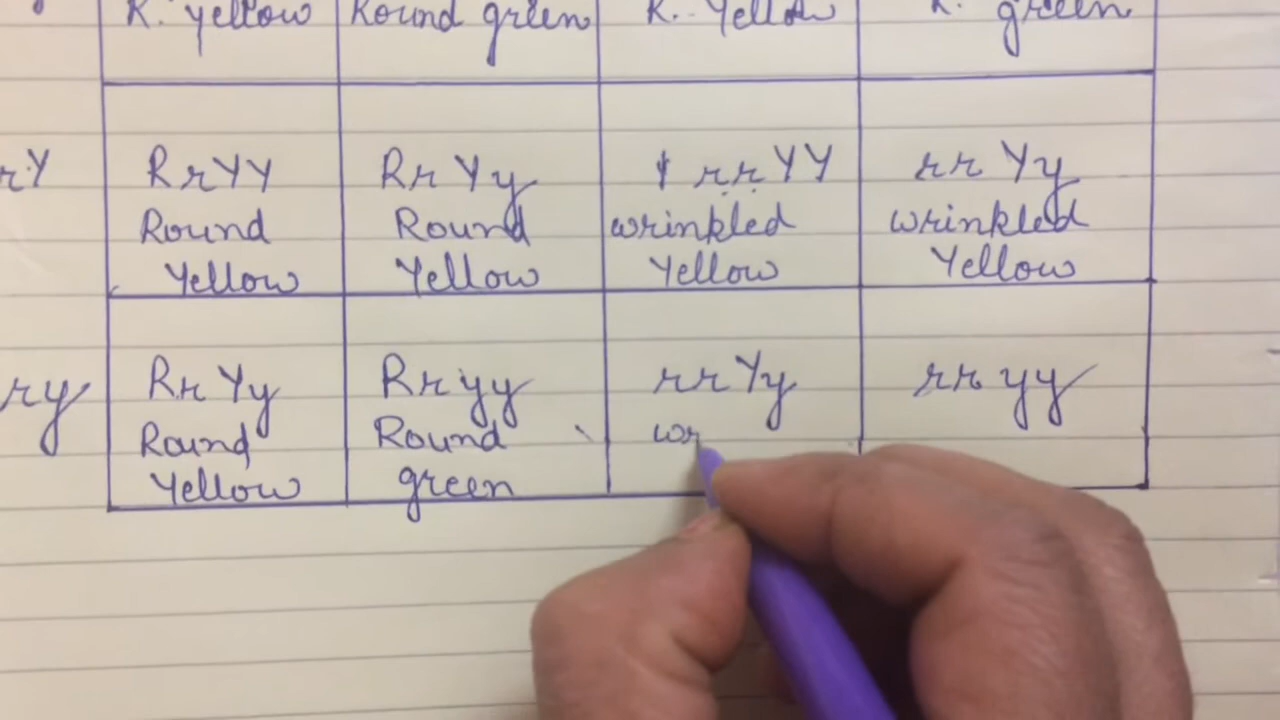 R. yellow Round green R. Yellow R. green
rY RrYY RrYy rrYY rrYy
Round Round wrinkled wrinkled
Yellow Yellow Yellow Yellow
ry RrYy Rryy rrYy rryy
Round Round wr
Yellow green